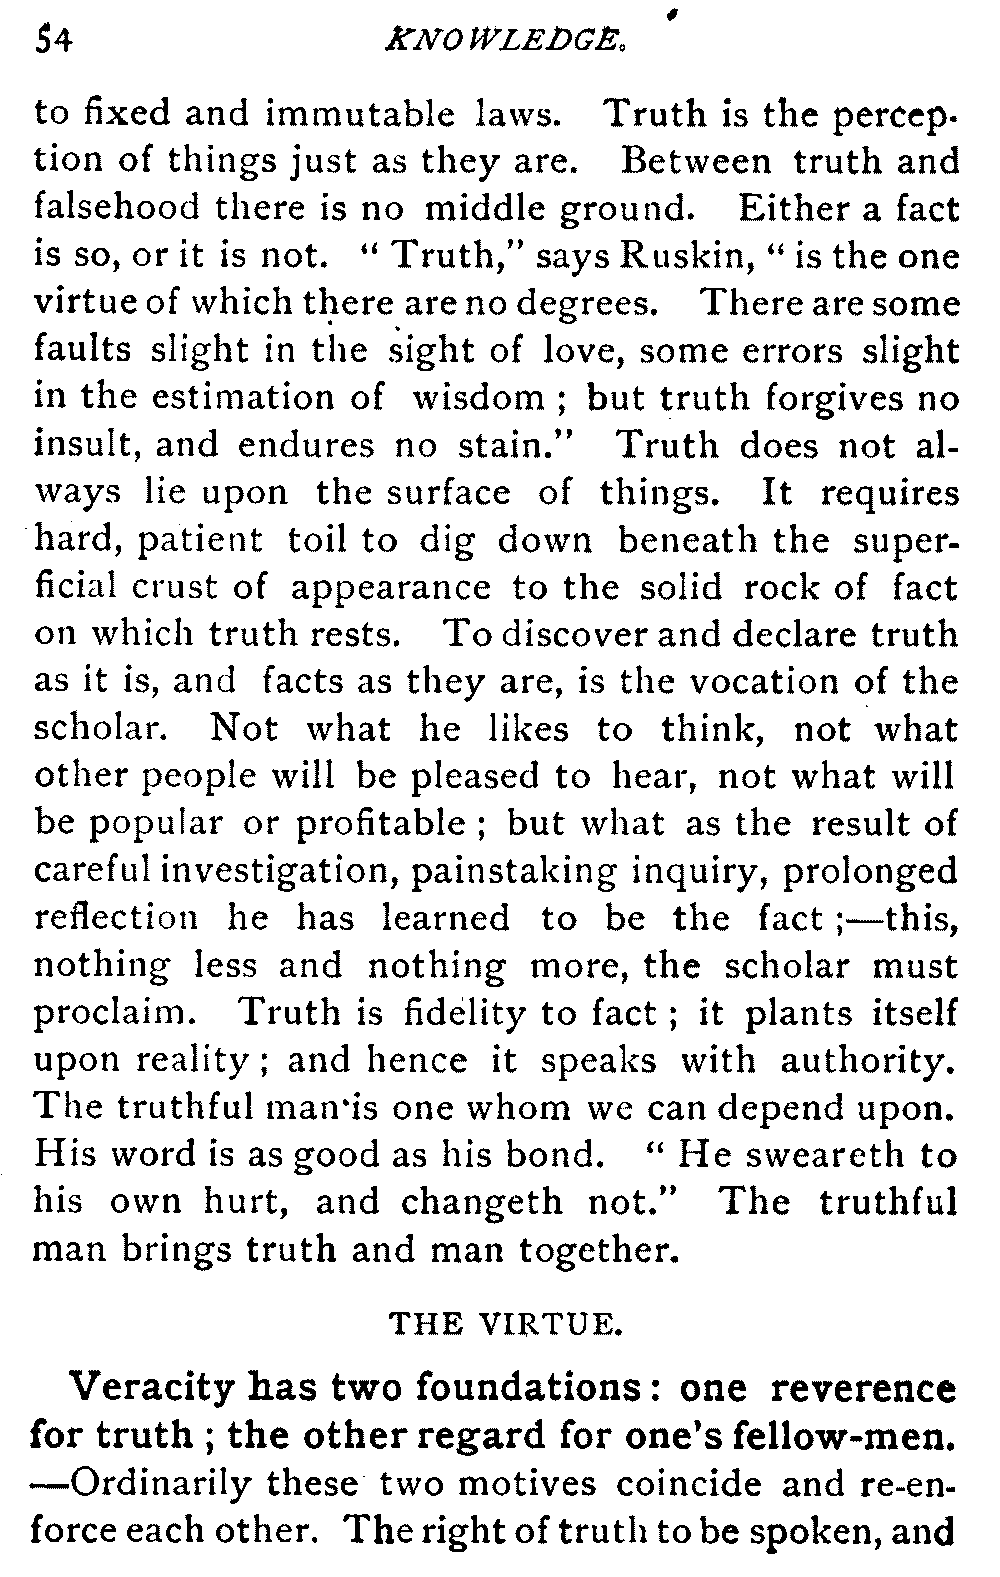 54 KNOWLEDGE.
to fixed and immutable laws. Truth is the percep-
tion of things just as they are. Between truth and
falsehood there is no middle ground. Either a fact
is so, or it is not. “ Truth,” says Ruskin, “ is the one
virtue of which there are no degrees. There are some
faults slight in the sight of love, some errors slight
in the estimation of wisdom ; but truth forgives no
insult, and endures no stain.” Truth does not al-
ways lie upon the surface of things. It requires
hard, patient toil to dig down beneath the super-
ficial crust of appearance to the solid rock of fact
on which truth rests. To discover and declare truth
as it is, and facts as they are, is the vocation of the
scholar. Not what he likes to think, not what
other people will be pleased to hear, not what will
be popular or profitable ; but what as the result of
careful investigation, painstaking inquiry, prolonged
reflection he has learned to be the fact ;—this,
nothing less and nothing more, the scholar must
proclaim. Truth is fidelity to fact ; it plants itself
upon reality ; and hence it speaks with authority.
The truthful man is one whom we can depend upon.
His word is as good as his bond. “ He sweareth to
his own hurt, and changeth not.” The truthful
man brings truth and man together.
THE VIRTUE.
Veracity has two foundations : one reverence
for truth ; the other regard for one's fellow-men.
—Ordinarily these two motives coincide and re-en-
force each other. The right of truth to be spoken, and